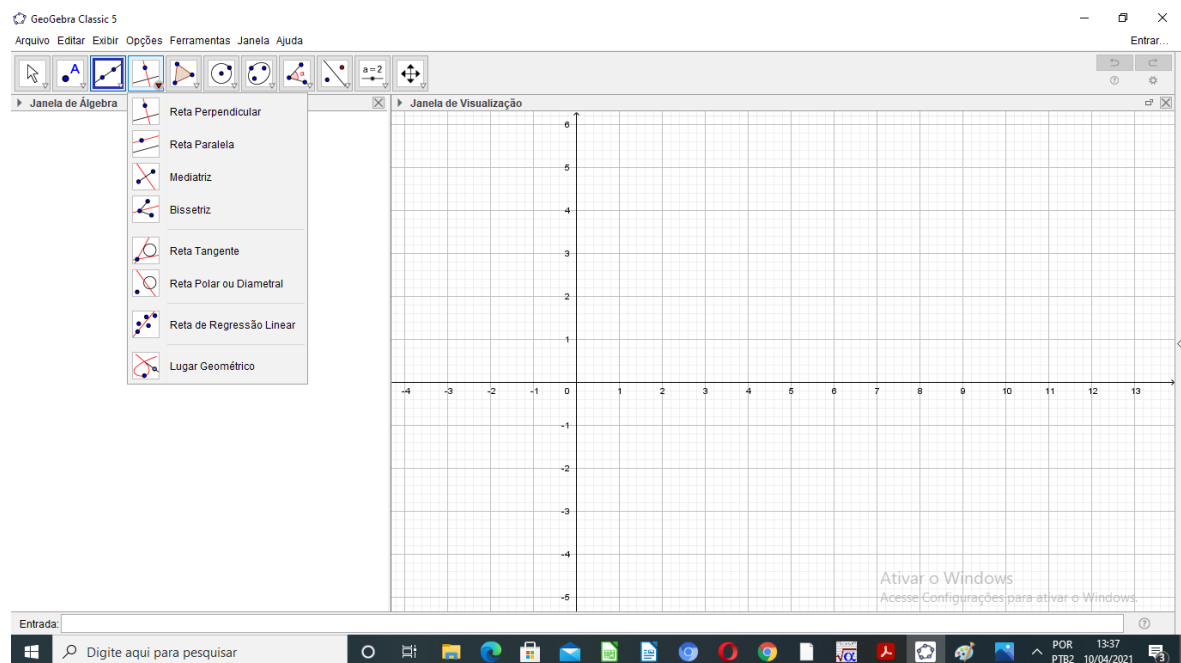 GeoGebra Classic 5
Arquivo Editar Exibir Opções Ferramentas Janela Ajuda
Entrar...
A
α
a = 2
Janela de Álgebra
Janela de Visualização
Reta Perpendicular
Reta Paralela
Mediatriz
Bissetriz
Reta Tangente
Reta Polar ou Diametral
Reta de Regressão Linear
Lugar Geométrico
6
5
4
3
2
1
-4 -3 -2 -1 0 1 2 3 4 5 6 7 8 9 10 11 12 13
-1
-2
-3
-4
-5
Ativar o Windows
Acesse Configurações para ativar o Windows.
Entrada:
Digite aqui para pesquisar
√α
POR
PTB2
13:37
10/04/2021
3